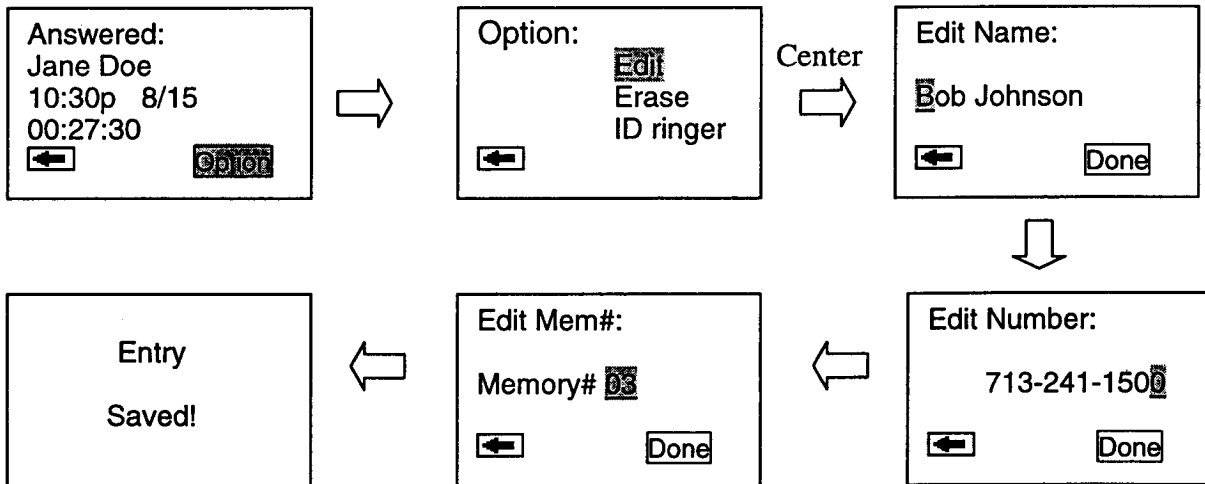 Answered:
Jane Doe
10:30p 8/15
00:27:30
Option
Option:
Edit
Erase
ID ringer
Center
Edit Name:
Bob Johnson
Done
Edit Number:
713-241-1500
Done
Edit Mem#:
Memory# 03
Done
Entry
Saved!